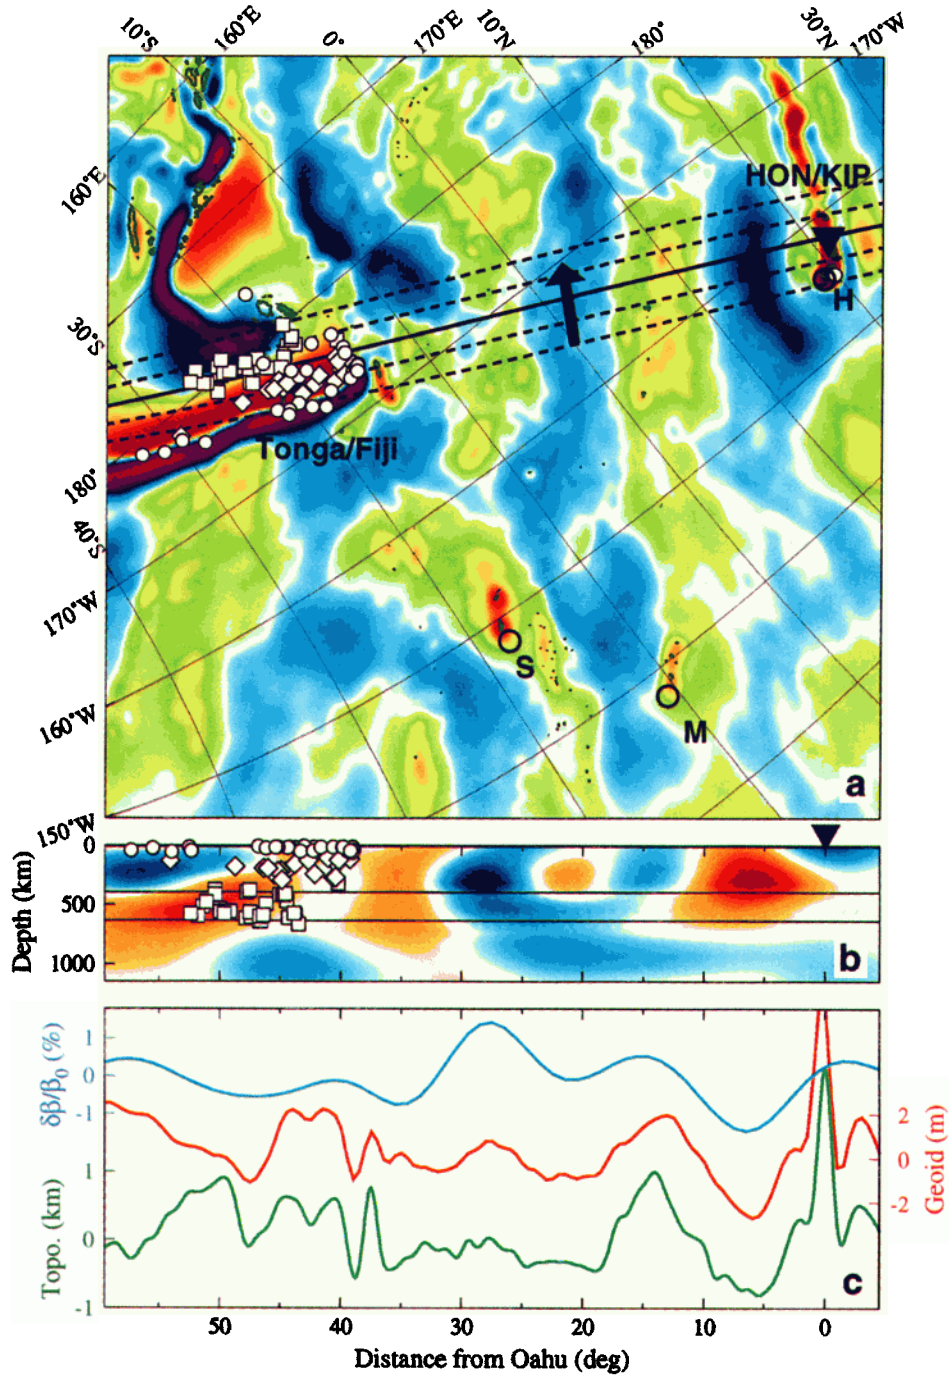 10°S 160°E 0° 170°E 10°N 180° 30°N 170°W
160°E
HON/KIP
H
30°S
Tonga/Fiji
180°
40°S
170°W
S
160°W
M
a
150°W
0
500
1000
Depth (km)
b
1
0
-1
δβ/β0 (%)
2
0
-2
Geoid (m)
1
0
-1
Topo. (km)
c
50 40 30 20 10 0
Distance from Oahu (deg)